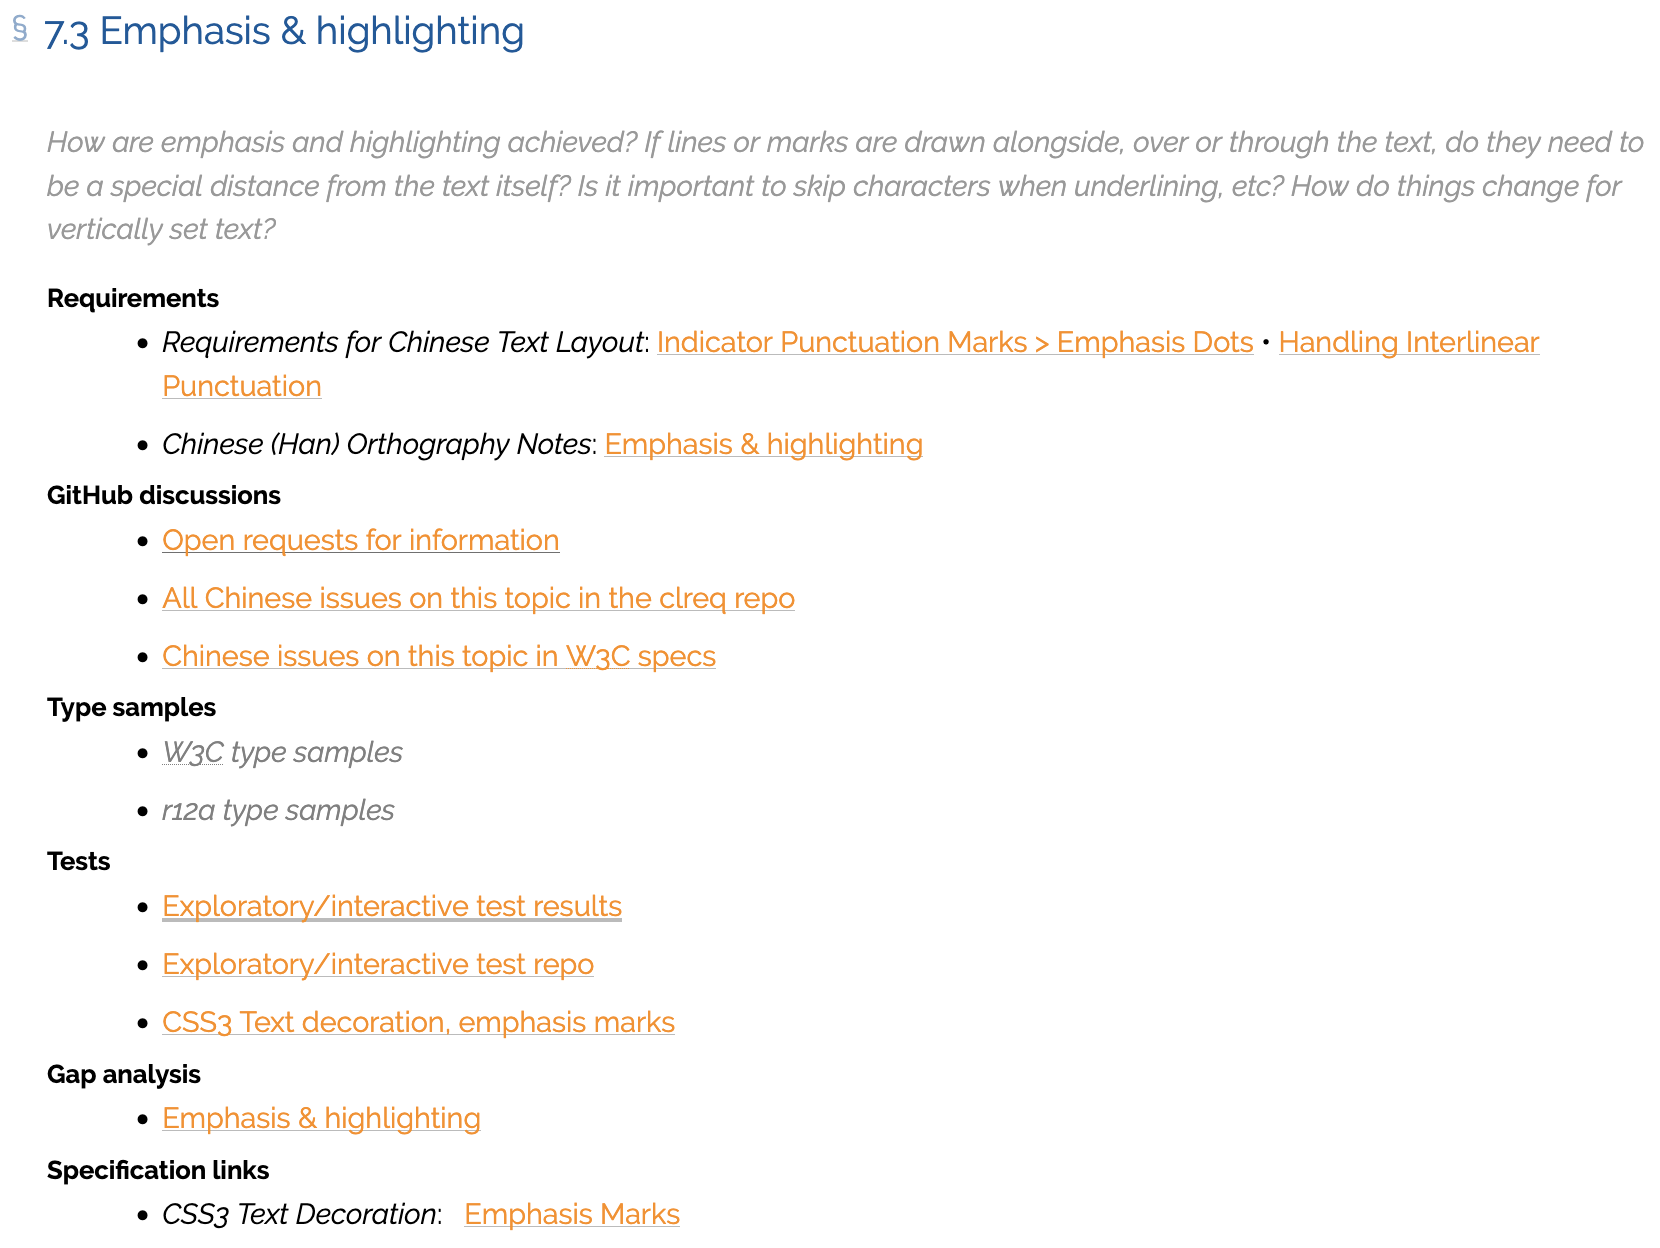 § 7.3 Emphasis & highlighting
How are emphasis and highlighting achieved? If lines or marks are drawn alongside, over or through the text, do they need to
be a special distance from the text itself? Is it important to skip characters when underlining, etc? How do things change for
vertically set text?
Requirements
• Requirements for Chinese Text Layout: Indicator Punctuation Marks > Emphasis Dots • Handling Interlinear
Punctuation
• Chinese (Han) Orthography Notes: Emphasis & highlighting
GitHub discussions
• Open requests for information
• All Chinese issues on this topic in the clreq repo
• Chinese issues on this topic in W3C specs
Type samples
• W3C type samples
• r12a type samples
Tests
• Exploratory/interactive test results
• Exploratory/interactive test repo
• CSS3 Text decoration, emphasis marks
Gap analysis
• Emphasis & highlighting
Specification links
• CSS3 Text Decoration: Emphasis Marks